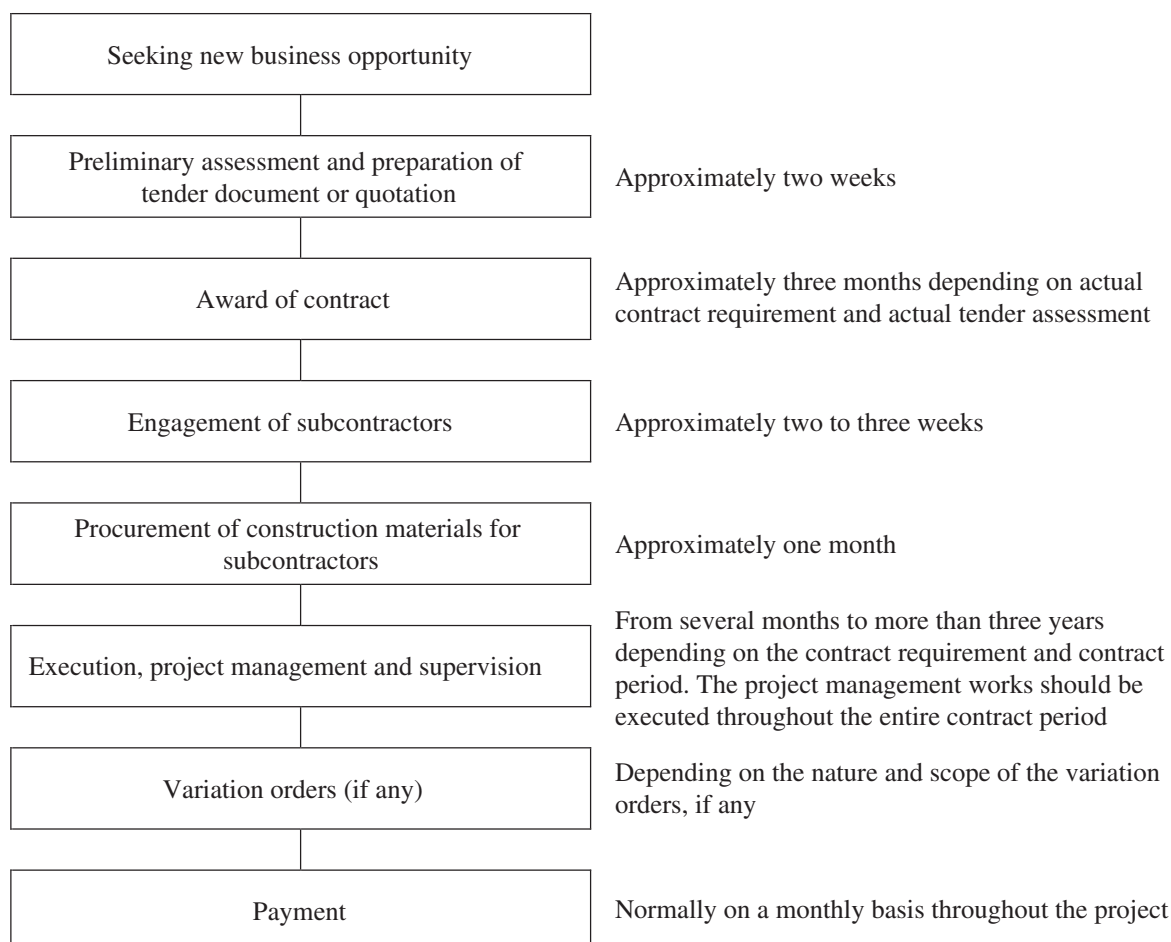 Seeking new business opportunity
Preliminary assessment and preparation of
tender document or quotation
Approximately two weeks
Award of contract
Approximately three months depending on actual
contract requirement and actual tender assessment
Engagement of subcontractors
Approximately two to three weeks
Procurement of construction materials for
subcontractors
Approximately one month
Execution, project management and supervision
From several months to more than three years
depending on the contract requirement and contract
period. The project management works should be
executed throughout the entire contract period
Variation orders (if any)
Depending on the nature and scope of the variation
orders, if any
Payment
Normally on a monthly basis throughout the project